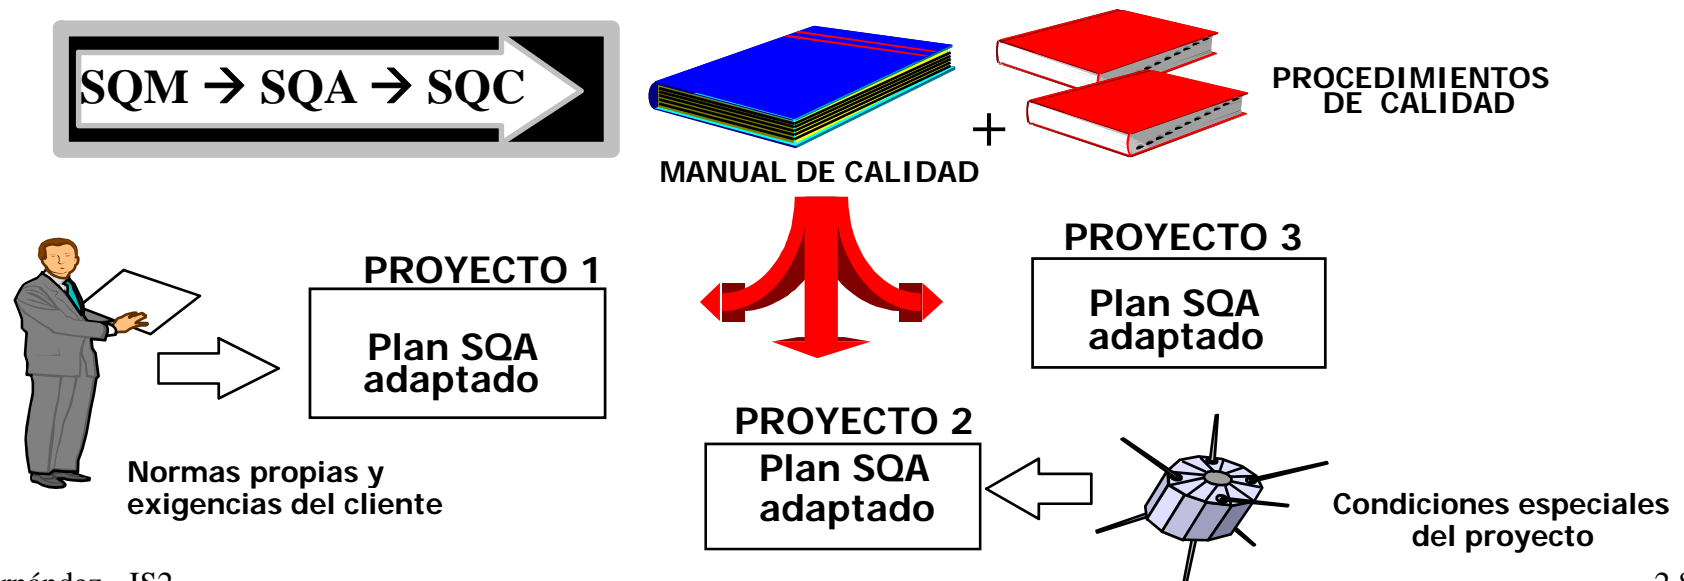 SQM → SQA → SQC
PROCEDIMIENTOS
DE CALIDAD
+
MANUAL DE CALIDAD
PROYECTO 1
Plan SQA
adaptado
PROYECTO 3
Plan SQA
adaptado
PROYECTO 2
Plan SQA
adaptado
Normas propias y
exigencias del cliente
Condiciones especiales
del proyecto